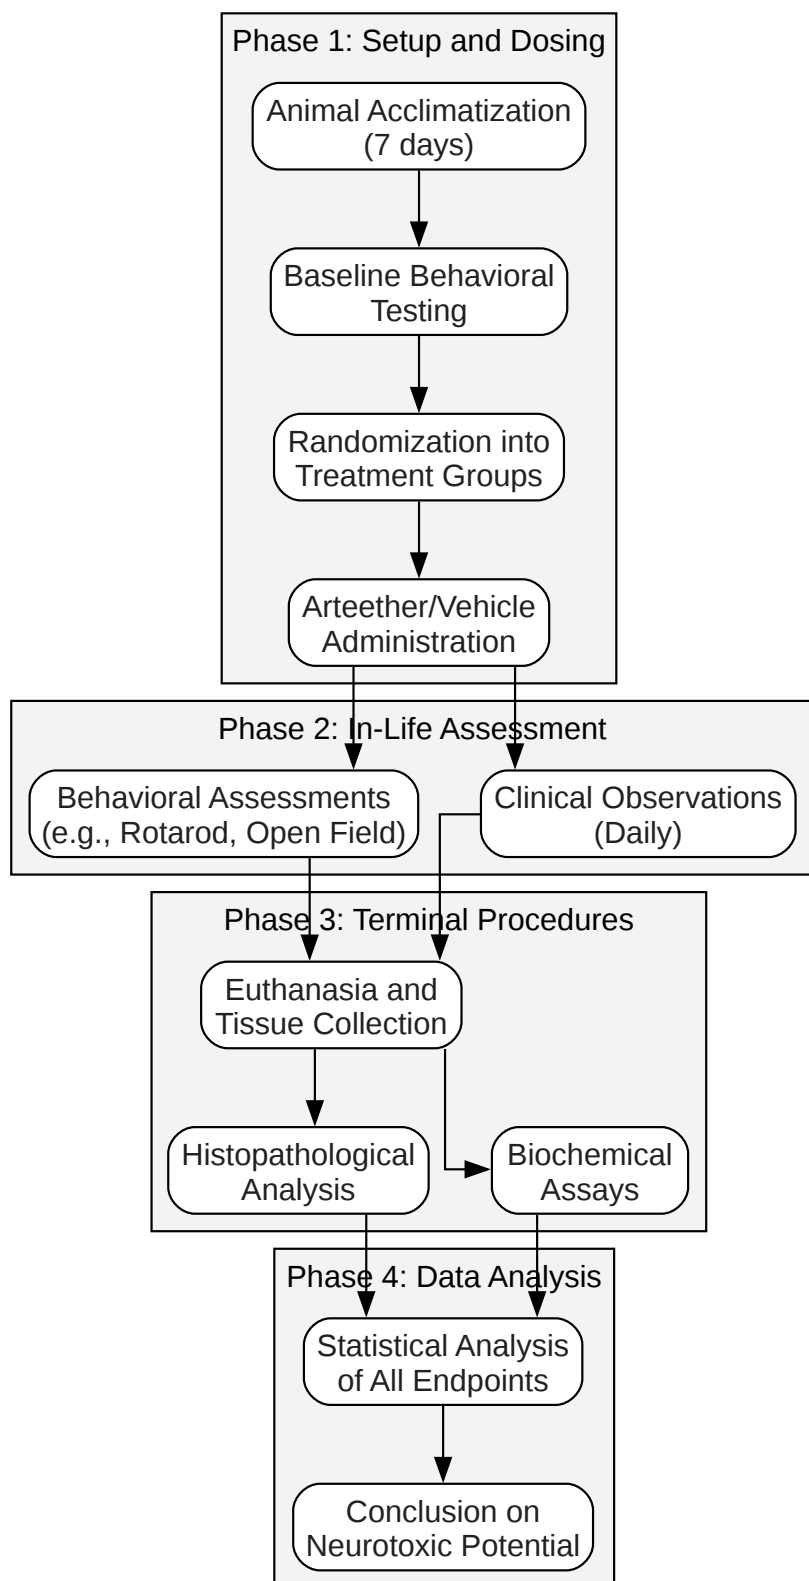 Phase 1: Setup and Dosing
Animal Acclimatization
(7 days)
Baseline Behavioral
Testing
Randomization into
Treatment Groups
Arteether/Vehicle
Administration
Phase 2: In-Life Assessment
Behavioral Assessments
(e.g., Rotarod, Open Field)
Clinical Observations
(Daily)
Phase 3: Terminal Procedures
Euthanasia and
Tissue Collection
Histopathological
Analysis
Biochemical
Assays
Phase 4: Data Analysis
Statistical Analysis
of All Endpoints
Conclusion on
Neurotoxic Potential